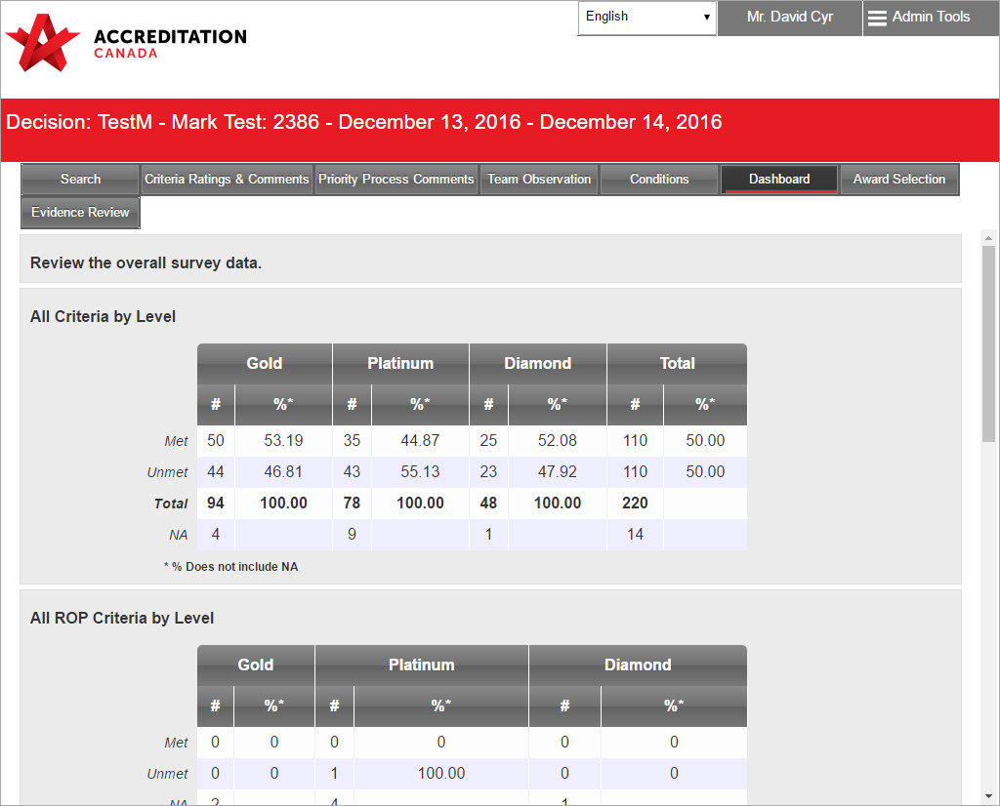 ACCREDITATION
CANADA
English
Mr. David Cyr
Admin Tools
Decision: TestM - Mark Test: 2386 - December 13, 2016 - December 14, 2016
Search Criteria Ratings & Comments Priority Process Comments Team Observation Conditions Dashboard Award Selection
Evidence Review
Review the overall survey data.
All Criteria by Level
Gold Platinum Diamond Total
# %* # %* # %* # %*
Met 50 53.19 35 44.87 25 52.08 110 50.00
Unmet 44 46.81 43 55.13 23 47.92 110 50.00
Total 94 100.00 78 100.00 48 100.00 220
NA 4 9 1 14
* % Does not include NA
All ROP Criteria by Level
Gold Platinum Diamond
# %* # %* # %*
Met 0 0 0 0 0 0
Unmet 0 0 1 100.00 0 0
NA 2 4 1